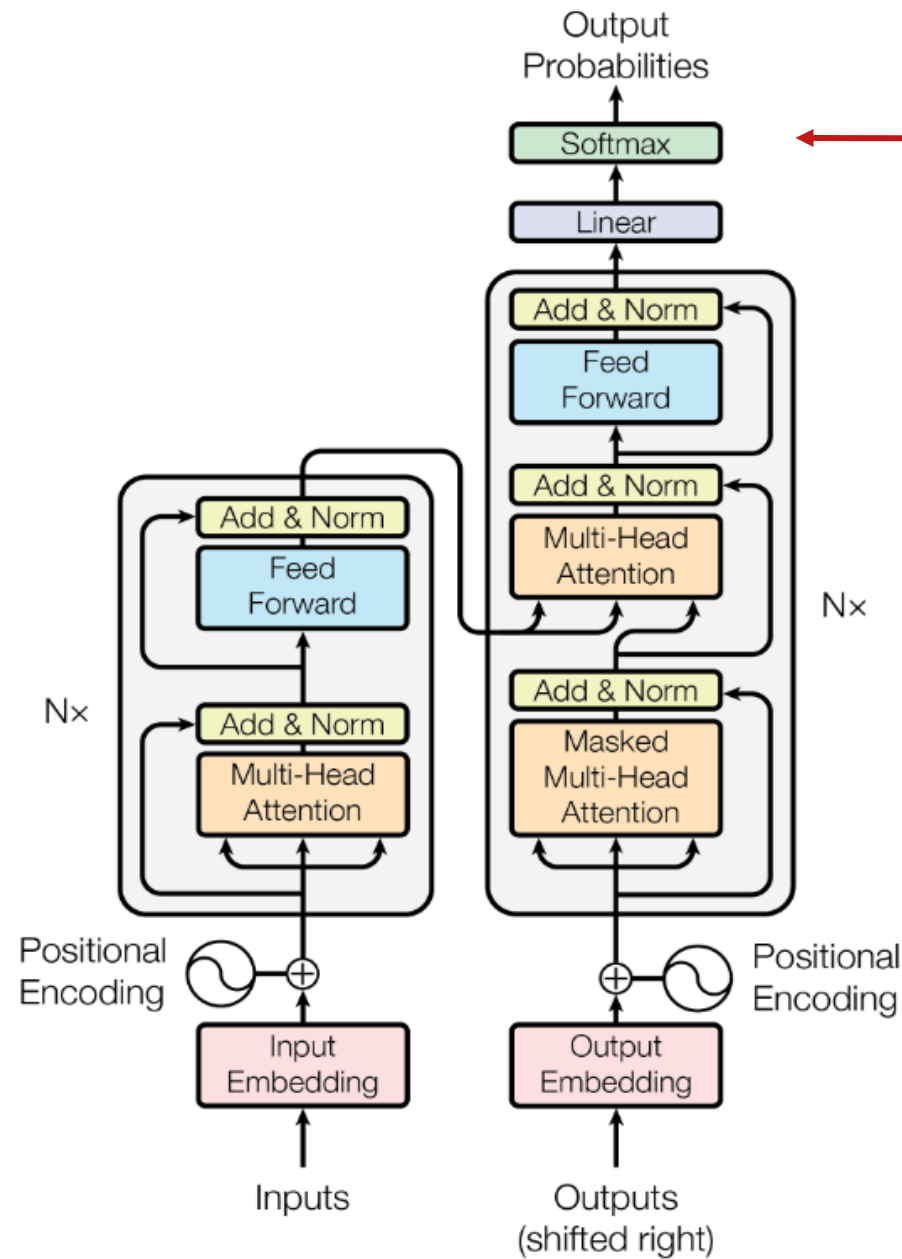 Output
Probabilities
Softmax
Linear
Add & Norm
Feed
Forward
Add & Norm
Multi-Head
Attention
Nx
Add & Norm
Masked
Multi-Head
Attention
Add & Norm
Feed
Forward
Nx
Add & Norm
Multi-Head
Attention
Positional
Encoding
Positional
Encoding
Input
Embedding
Output
Embedding
Inputs
Outputs
(shifted right)